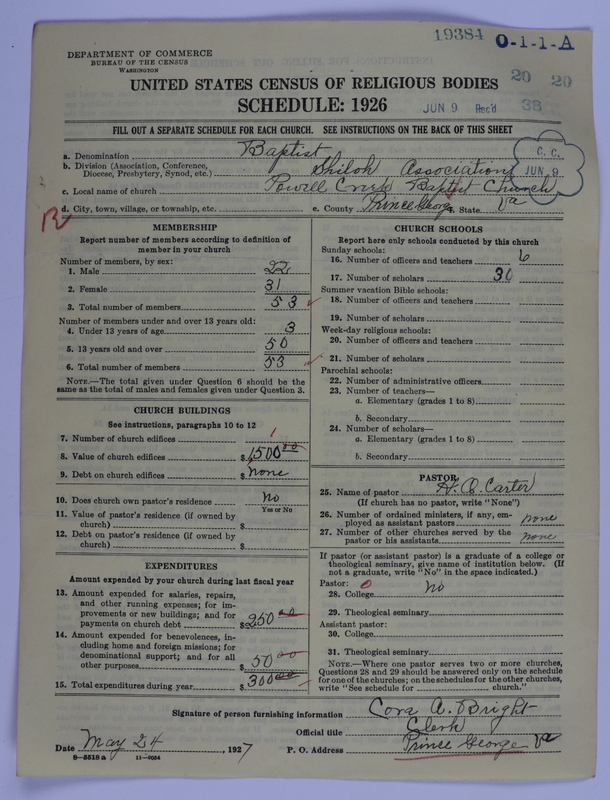 19384 O-1-1-A
DEPARTMENT OF COMMERCE
BUREAU OF THE CENSUS
WASHINGTON
20 20
38
UNITED STATES CENSUS OF RELIGIOUS BODIES
SCHEDULE: 1926
JUN 9 Rec'd
FILL OUT A SEPARATE SCHEDULE FOR EACH CHURCH. SEE INSTRUCTIONS ON THE BACK OF THIS SHEET
C. C.
JUN 9
a. Denomination Baptist
b. Division (Association, Conference, Diocese, Presbytery, Synod, etc.) Shiloh Association
c. Local name of church Powell Baptist Church
d. City, town, village, or township, etc. e. County Prince George f. State Va
MEMBERSHIP
Report number of members according to definition of
member in your church
Number of members, by sex:
1. Male 22
2. Female 31
3. Total number of members 53
Number of members under and over 13 years old:
4. Under 13 years of age 3
5. 13 years old and over 50
6. Total number of members 53
NOTE.—The total given under Question 6 should be the
same as the total of males and females given under Question 3.
CHURCH BUILDINGS
See instructions, paragraphs 10 to 12
7. Number of church edifices 1
8. Value of church edifices $1500.00
9. Debt on church edifices $ none
10. Does church own pastor's residence no
Yes or No
11. Value of pastor's residence (if owned by
church) $
12. Debt on pastor's residence (if owned by
church) $
EXPENDITURES
Amount expended by your church during last fiscal year
13. Amount expended for salaries, repairs,
and other running expenses; for im-
provements or new buildings; and for
payments on church debt $250.00
14. Amount expended for benevolences, in-
cluding home and foreign missions; for
denominational support; and for all
other purposes $50.00
15. Total expenditures during year $300.00
CHURCH SCHOOLS
Report here only schools conducted by this church
Sunday schools:
16. Number of officers and teachers 6
17. Number of scholars 30
Summer vacation Bible schools:
18. Number of officers and teachers
19. Number of scholars
Week-day religious schools:
20. Number of officers and teachers
21. Number of scholars
Parochial schools:
22. Number of administrative officers
23. Number of teachers—
a. Elementary (grades 1 to 8)
b. Secondary
24. Number of scholars—
a. Elementary (grades 1 to 8)
b. Secondary
PASTOR
25. Name of pastor Carter
(If church has no pastor, write "None")
26. Number of ordained ministers, if any, em-
ployed as assistant pastors none
27. Number of other churches served by the
pastor or his assistants none
If pastor (or assistant pastor) is a graduate of a college or
theological seminary, give name of institution below. (If
not a graduate, write "No" in the space indicated.)
Pastor: 0
28. College No
29. Theological seminary
Assistant pastor:
30. College
31. Theological seminary
NOTE.—Where one pastor serves two or more churches,
Questions 28 and 29 should be answered only on the schedule
for one of the churches; on the schedules for the other churches,
write "See schedule for church."
Signature of person furnishing information Cora A. Bright
Official title Clerk
Date May 24, 1927 P. O. Address Prince George Va
8-5518 a 11-9054